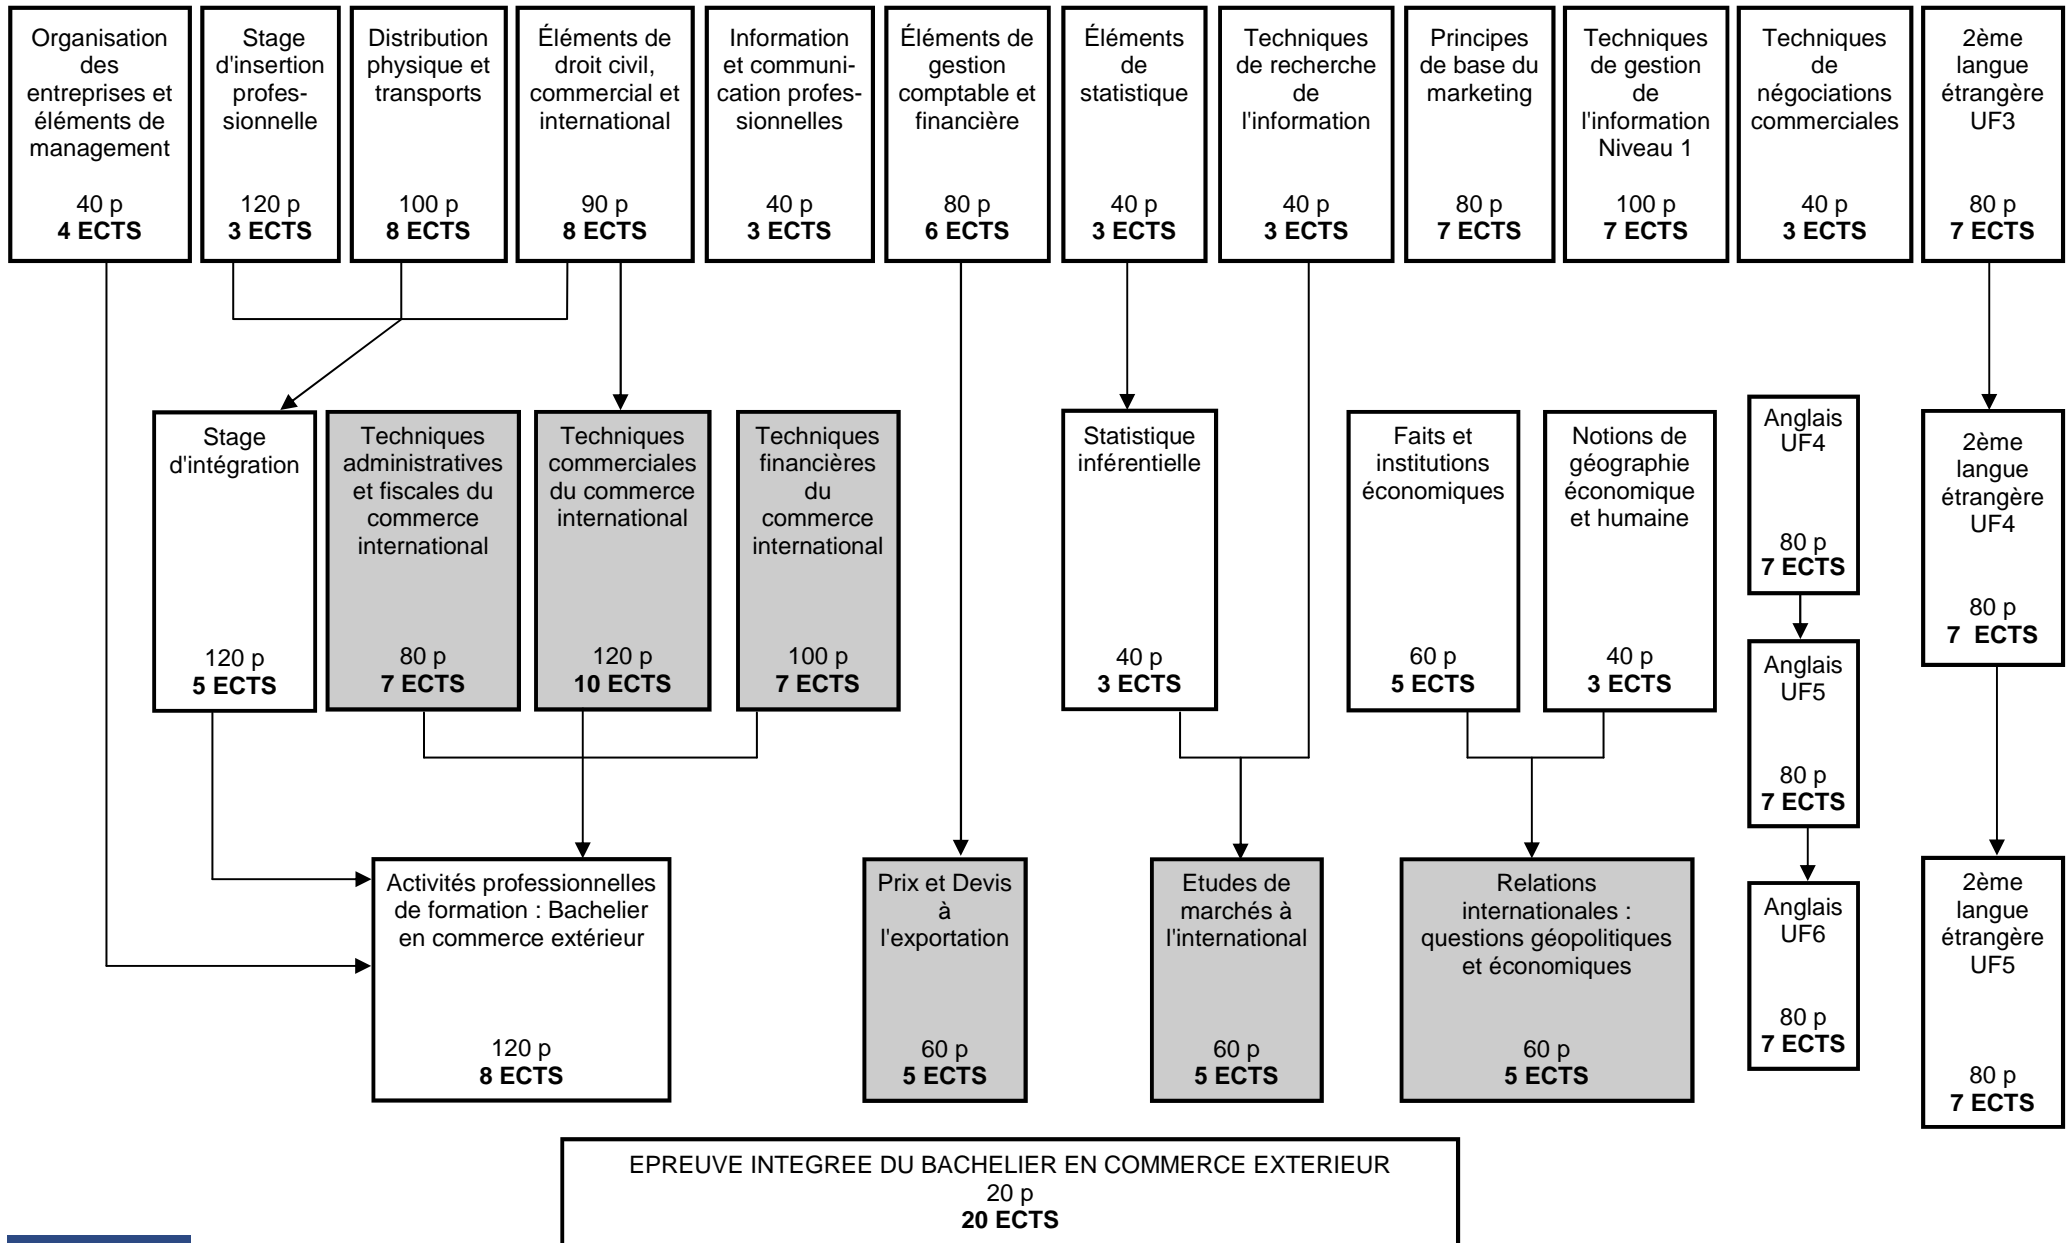 Organisation
des
entreprises et
éléments de
management
40 p
4 ECTS
Stage
d'insertion
profes-
sionnelle
120 p
3 ECTS
Distribution
physique et
transports
100 p
8 ECTS
Éléments de
droit civil,
commercial et
international
90 p
8 ECTS
Information
et communi-
cation profes-
sionnelles
40 p
3 ECTS
Éléments de
gestion
comptable et
financière
80 p
6 ECTS
Éléments
de
statistique
40 p
3 ECTS
Techniques
de recherche
de
l'information
40 p
3 ECTS
Principes
de base du
marketing
80 p
7 ECTS
Techniques
de gestion
de
l'information
Niveau 1
100 p
7 ECTS
Techniques
de
négociations
commerciales
40 p
3 ECTS
2ème
langue
étrangère
UF3
80 p
7 ECTS
Stage
d'intégration
120 p
5 ECTS
Techniques
administratives
et fiscales du
commerce
international
80 p
7 ECTS
Techniques
commerciales
du commerce
international
120 p
10 ECTS
Techniques
financières
du
commerce
international
100 p
7 ECTS
Statistique
inférentielle
40 p
3 ECTS
Faits et
institutions
économiques
60 p
5 ECTS
Notions de
géographie
économique
et humaine
40 p
3 ECTS
Anglais
UF4
80 p
7 ECTS
2ème
langue
étrangère
UF4
80 p
7 ECTS
Anglais
UF5
80 p
7 ECTS
Activités professionnelles
de formation : Bachelier
en commerce extérieur
120 p
8 ECTS
Prix et Devis
à
l'exportation
60 p
5 ECTS
Etudes de
marchés à
l'international
60 p
5 ECTS
Relations
internationales :
questions géopolitiques
et économiques
60 p
5 ECTS
Anglais
UF6
80 p
7 ECTS
2ème
langue
étrangère
UF5
80 p
7 ECTS
EPREUVE INTEGREE DU BACHELIER EN COMMERCE EXTERIEUR
20 p
20 ECTS